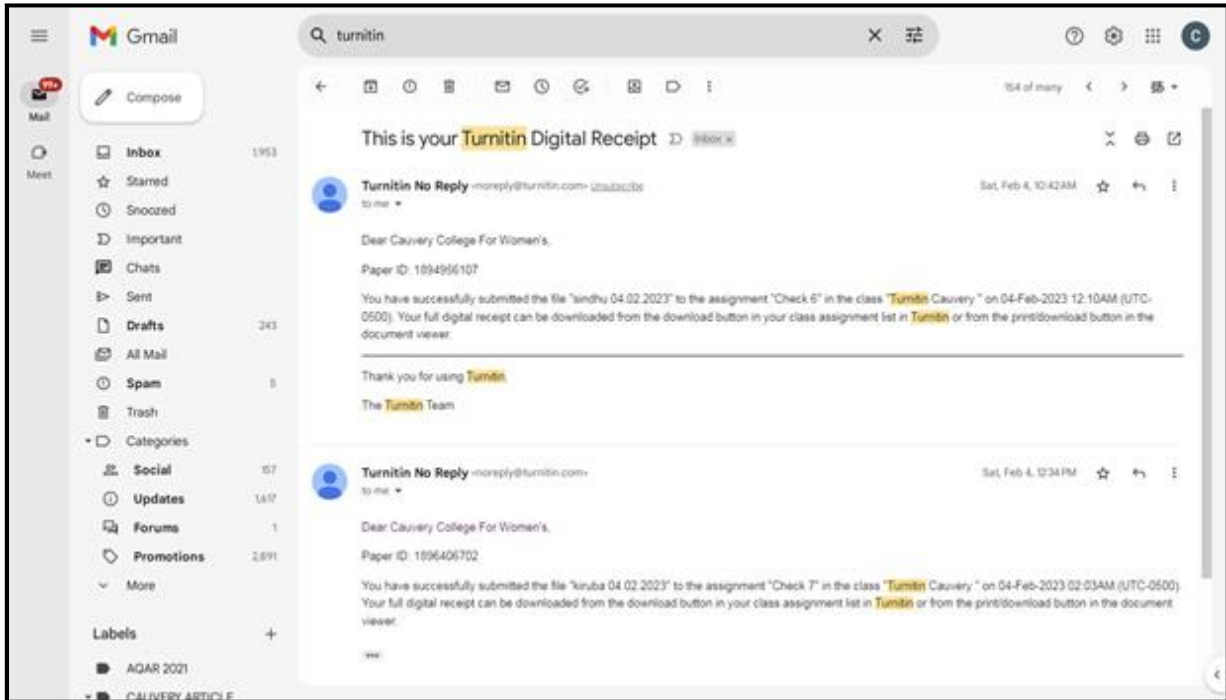 Gmail
turnitin
C
99+
Mail
Meet
Compose
Inbox 1,953
Starred
Snoozed
Important
Chats
Sent
Drafts 243
All Mail
Spam 5
Trash
Categories
Social 157
Updates 1,617
Forums 1
Promotions 2,891
More
Labels +
AQAR 2021
CAUVERY ARTICLE
154 of many
This is your Turnitin Digital Receipt Inbox x
Turnitin No Reply <noreply@turnitin.com> Unsubscribe Sat, Feb 4, 10:42 AM
to me
Dear Cauvery College For Women's,
Paper ID: 1894956107
You have successfully submitted the file "sindhu 04.02.2023" to the assignment "Check 6" in the class "Turnitin Cauvery " on 04-Feb-2023 12:10AM (UTC-
0500). Your full digital receipt can be downloaded from the download button in your class assignment list in Turnitin or from the print/download button in the
document viewer.
Thank you for using Turnitin,
The Turnitin Team
Turnitin No Reply <noreply@turnitin.com> Sat, Feb 4, 12:34 PM
to me
Dear Cauvery College For Women's,
Paper ID: 1896406702
You have successfully submitted the file "kiruba 04.02.2023" to the assignment "Check 7" in the class "Turnitin Cauvery " on 04-Feb-2023 02:03AM (UTC-0500).
Your full digital receipt can be downloaded from the download button in your class assignment list in Turnitin or from the print/download button in the document
viewer.